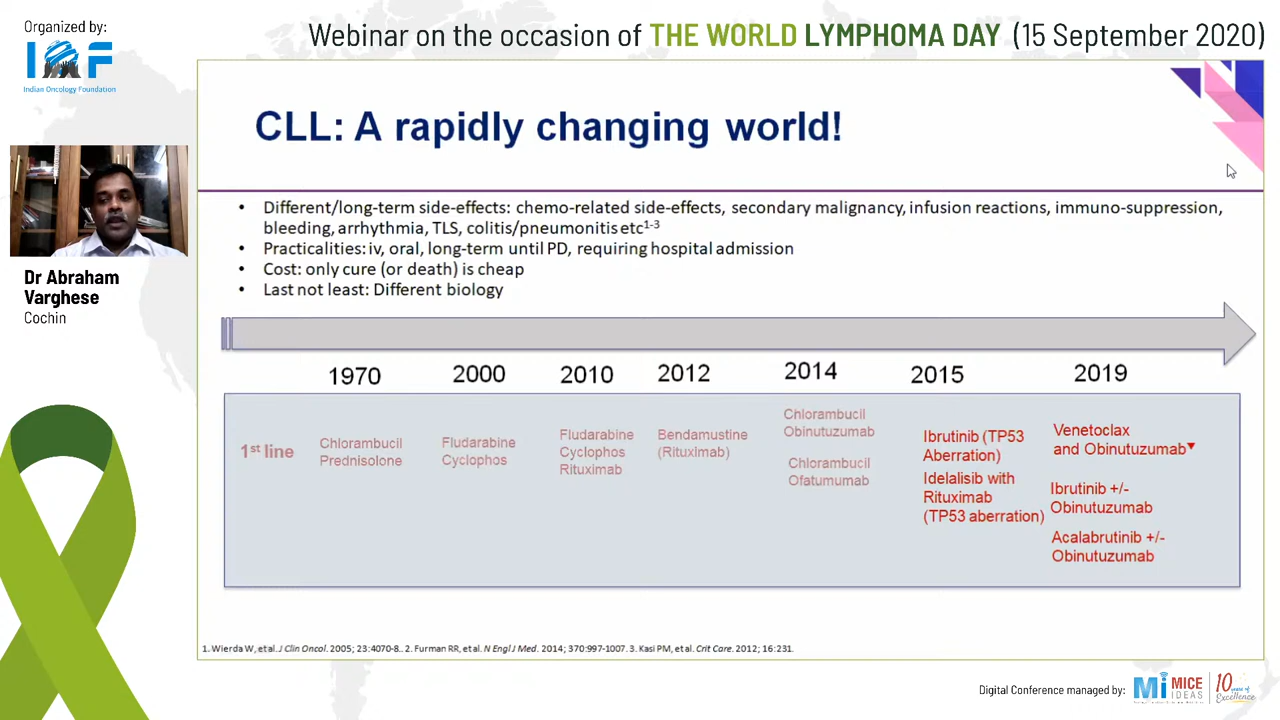 Organized by:
Webinar on the occasion of THE WORLD LYMPHOMA DAY (15 September 2020)
IOF
Indian Oncology Foundation
CLL: A rapidly changing world!
Dr Abraham
Varghese
Cochin
• Different/long-term side-effects: chemo-related side-effects, secondary malignancy, infusion reactions, immuno-suppression,
bleeding, arrhythmia, TLS, colitis/pneumonitis etc1-3
• Practicalities: iv, oral, long-term until PD, requiring hospital admission
• Cost: only cure (or death) is cheap
• Last not least: Different biology
1970
2000
2010
2012
2014
2015
2019
1st line
Chlorambucil
Prednisolone
Fludarabine
Cyclophos
Fludarabine
Cyclophos
Rituximab
Bendamustine
(Rituximab)
Chlorambucil
Obinutuzumab
Chlorambucil
Ofatumumab
Ibrutinib (TP53
Aberration)
Idelalisib with
Rituximab
(TP53 aberration)
Venetoclax
and Obinutuzumab▼
Ibrutinib +/-
Obinutuzumab
Acalabrutinib +/-
Obinutuzumab
1. Wierda W, etal. J Clin Oncol. 2005; 23:4070-8.. 2. Furman RR, etal. N Engl J Med. 2014; 370:997-1007. 3. Kasi PM, etal. Crit Care. 2012; 16:231.
Digital Conference managed by:
Mi MICE
IDEAS
10 years of
Excellence